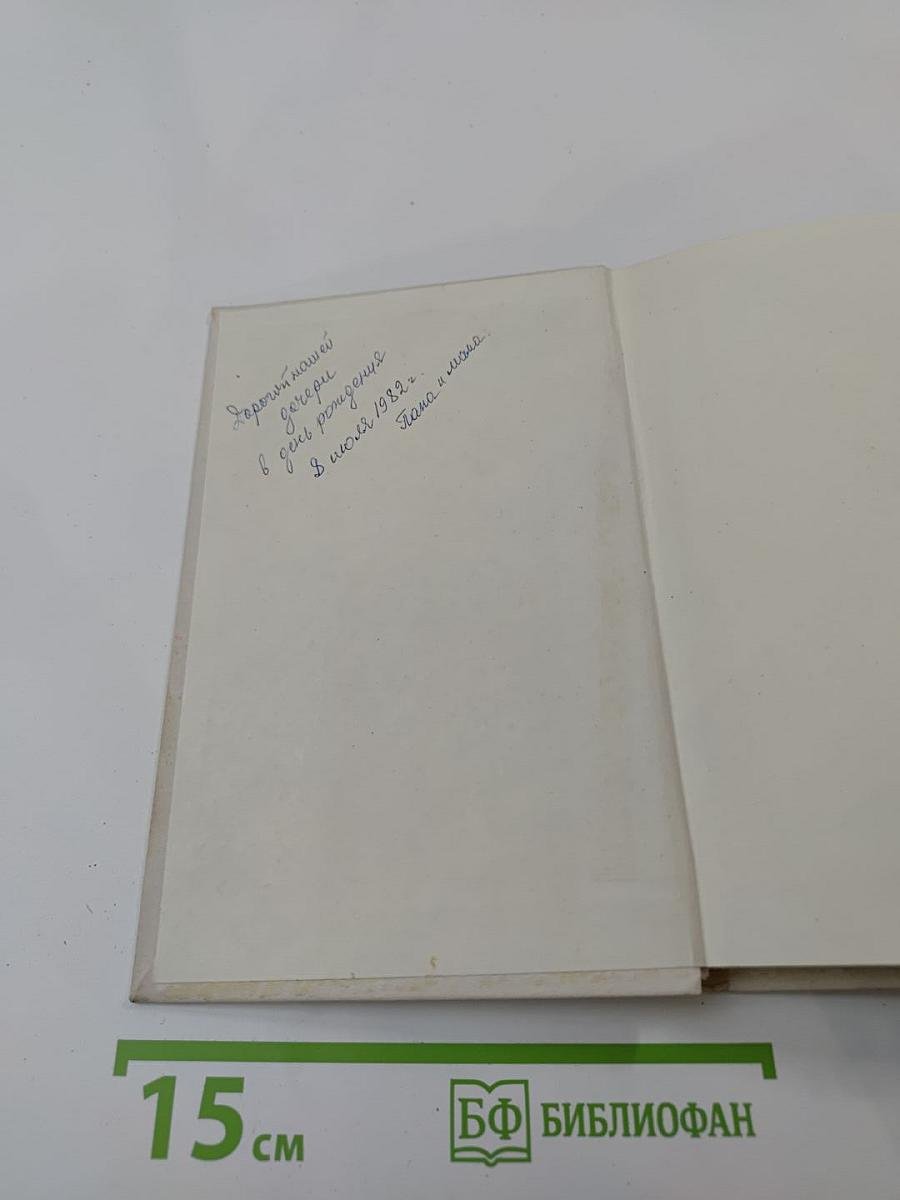 Дорогой нашей
дочери
в день рождения
8 июля 1982 г.
Папа и мама.
15 см
БФ БИБЛИОФАН